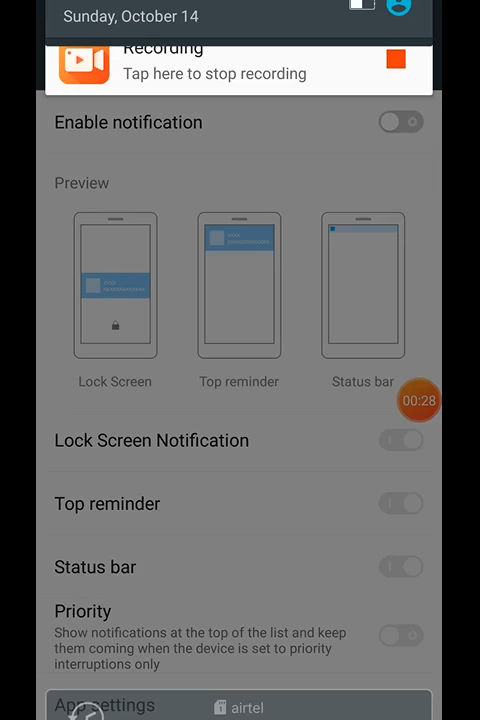 Sunday, October 14
Recording
Tap here to stop recording
Enable notification
Preview
Lock Screen
Top reminder
Status bar
00:28
Lock Screen Notification
Top reminder
Status bar
Priority
Show notifications at the top of the list and keep
them coming when the device is set to priority
interruptions only
App settings
airtel